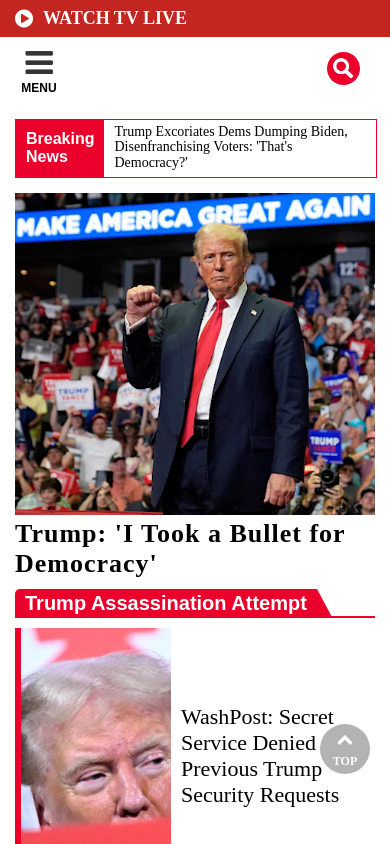 WATCH TV LIVE
MENU
Breaking
News
Trump Excoriates Dems Dumping Biden,
Disenfranchising Voters: 'That's
Democracy?'
MAKE AMERICA GREAT AGAIN
TRUMP
VANCE
TRUMP
VANCE
Trump: 'I Took a Bullet for
Democracy'
Trump Assassination Attempt
WashPost: Secret
Service Denied
Previous Trump
Security Requests
TOP